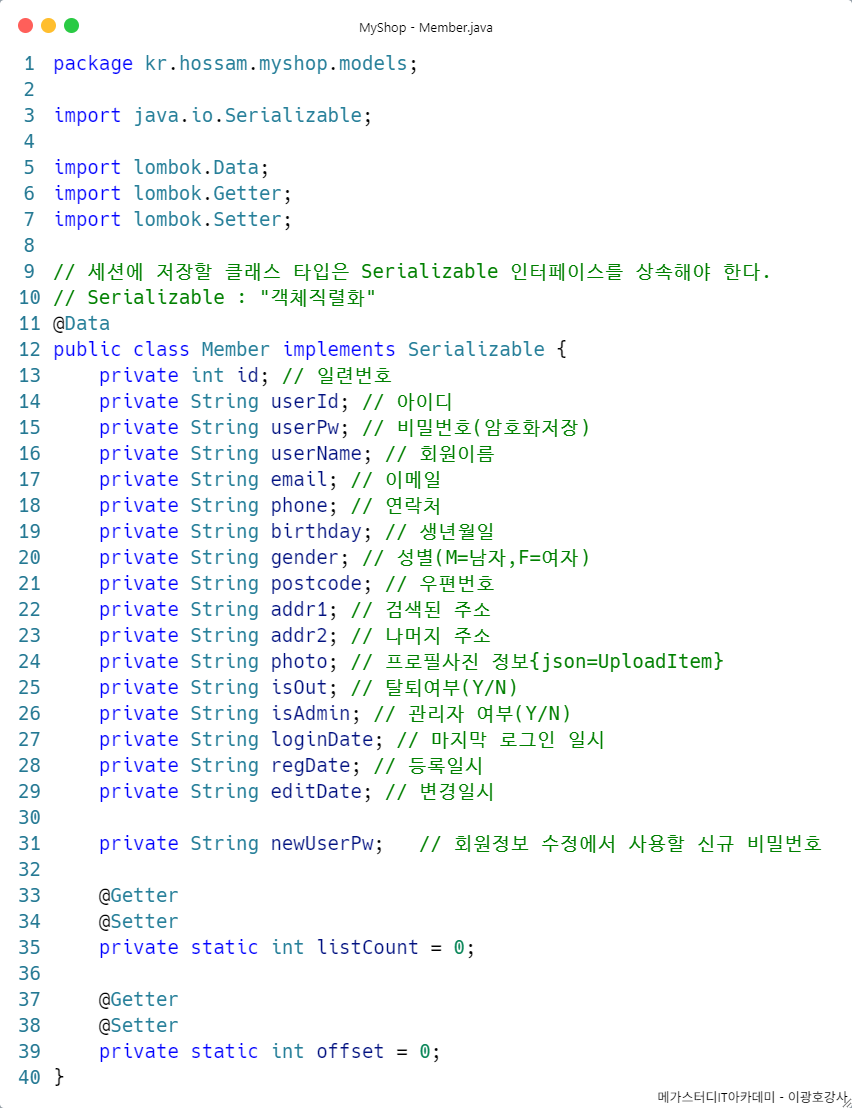 MyShop - Member.java
1 package kr.hossam.myshop.models;
2
3 import java.io.Serializable;
4
5 import lombok.Data;
6 import lombok.Getter;
7 import lombok.Setter;
8
9 // 세션에 저장할 클래스 타입은 Serializable 인터페이스를 상속해야 한다.
10 // Serializable : "객체직렬화"
11 @Data
12 public class Member implements Serializable {
13     private int id; // 일련번호
14     private String userId; // 아이디
15     private String userPw; // 비밀번호(암호화저장)
16     private String userName; // 회원이름
17     private String email; // 이메일
18     private String phone; // 연락처
19     private String birthday; // 생년월일
20     private String gender; // 성별(M=남자,F=여자)
21     private String postcode; // 우편번호
22     private String addr1; // 검색된 주소
23     private String addr2; // 나머지 주소
24     private String photo; // 프로필사진 정보{json=UploadItem}
25     private String isOut; // 탈퇴여부(Y/N)
26     private String isAdmin; // 관리자 여부(Y/N)
27     private String loginDate; // 마지막 로그인 일시
28     private String regDate; // 등록일시
29     private String editDate; // 변경일시
30
31     private String newUserPw;   // 회원정보 수정에서 사용할 신규 비밀번호
32
33     @Getter
34     @Setter
35     private static int listCount = 0;
36
37     @Getter
38     @Setter
39     private static int offset = 0;
40 }
메가스터디IT아카데미 - 이광호강사